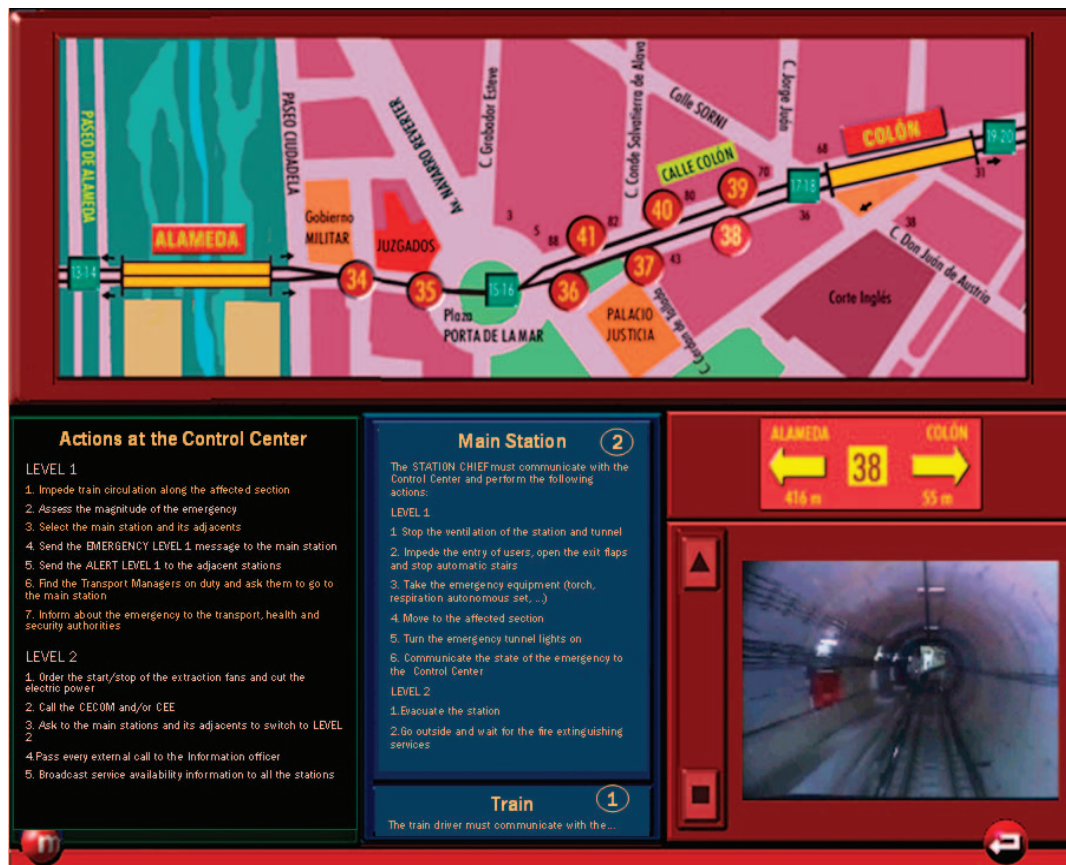 PASEO DE ALAMEDA
13-14
ALAMEDA
PASEO CIUDADELA
Gobierno
MILITAR
JUZGADOS
34
35
AV. NAVARRO REVERTER
C. Grabador Esteve
Plaza
PORTA DE LA MAR
15-16
3
5
88
82
41
36
C. Conde Salvatierra de Alava
CALLE COLÓN
40
80
39
70
37
43
38
PALACIO
JUSTICIA
Calle SORNI
C. Jorge Juán
68
17-18
36
COLÓN
19-20
31
38
C. Don Juán de Austria
Corte Inglés
Actions at the Control Center
LEVEL 1
1. Impede train circulation along the affected section
2. Assess the magnitude of the emergency
3. Select the main station and its adjacents
4. Send the EMERGENCY LEVEL 1 message to the main station
5. Send the ALERT LEVEL 1 to the adjacent stations
6. Find the Transport Managers on duty and ask them to go to
the main station
7. Inform about the emergency to the transport, health and
security authorities
LEVEL 2
1. Order the start/stop of the extraction fans and cut the
electric power
2. Call the CECOM and/or CEE
3. Ask to the main stations and its adjacents to switch to LEVEL
2
4.Pass every external call to the Information officer
5. Broadcast service availability information to all the stations
Main Station 2
The STATION CHIEF must communicate with the
Control Center and perform the following
actions:
LEVEL 1
1 Stop the ventilation of the station and tunnel
2. Impede the entry of users, open the exit flaps
and stop automatic stairs
3. Take the emergency equipment (torch,
respiration autonomous set, ...)
4. Move to the affected section
5. Turn the emergency tunnel lights on
6. Communicate the state of the emergency to
the Control Center
LEVEL 2
1.Evacuate the station
2.Go outside and wait for the fire extinguishing
services
Train 1
The train driver must communicate with the...
ALAMEDA COLÓN
38
416 m 55 m
m